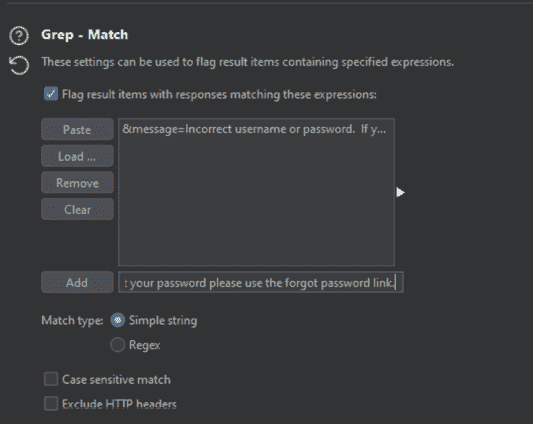 Grep - Match
These settings can be used to flag result items containing specified expressions.
Flag result items with responses matching these expressions:
Paste
&message=Incorrect username or password.  If y...
Load ...
Remove
Clear
Add
: your password please use the forgot password link.
Match type:
Simple string
Regex
Case sensitive match
Exclude HTTP headers